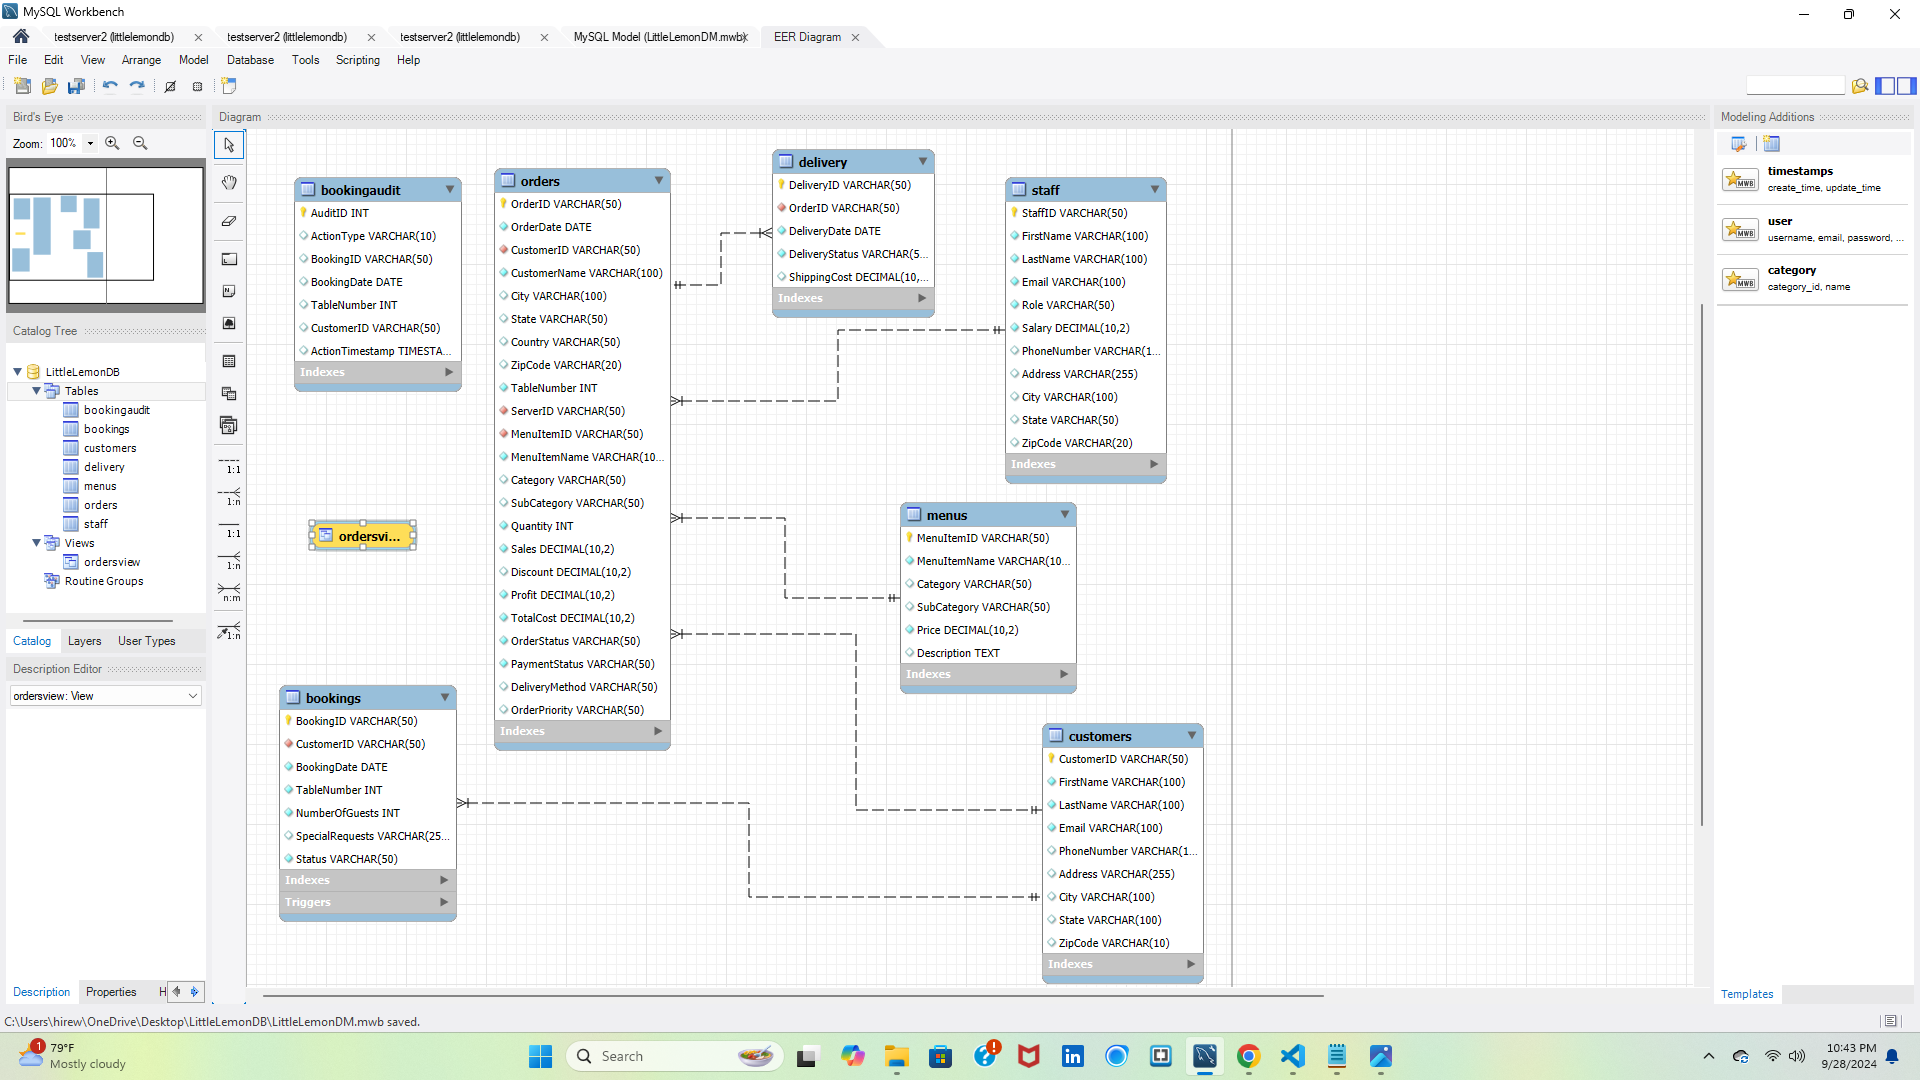 MySQL Workbench
testserver2 (littlelemondb)
testserver2 (littlelemondb)
testserver2 (littlelemondb)
MySQL Model (LittleLemonDM.mwb)
EER Diagram
File Edit View Arrange Model Database Tools Scripting Help
Bird's Eye
Zoom: 100%
Catalog Tree
LittleLemonDB
Tables
bookingaudit
bookings
customers
delivery
menus
orders
staff
Views
ordersview
Routine Groups
Catalog Layers User Types
Description Editor
ordersview: View
Description Properties H
Diagram
1:1
1:n
1:1
1:n
n:m
1:n
bookingaudit
AuditID INT
ActionType VARCHAR(10)
BookingID VARCHAR(50)
BookingDate DATE
TableNumber INT
CustomerID VARCHAR(50)
ActionTimestamp TIMESTA...
Indexes
ordersvi...
bookings
BookingID VARCHAR(50)
CustomerID VARCHAR(50)
BookingDate DATE
TableNumber INT
NumberOfGuests INT
SpecialRequests VARCHAR(25...
Status VARCHAR(50)
Indexes
Triggers
orders
OrderID VARCHAR(50)
OrderDate DATE
CustomerID VARCHAR(50)
CustomerName VARCHAR(100)
City VARCHAR(100)
State VARCHAR(50)
Country VARCHAR(50)
ZipCode VARCHAR(20)
TableNumber INT
ServerID VARCHAR(50)
MenuItemID VARCHAR(50)
MenuItemName VARCHAR(10...
Category VARCHAR(50)
SubCategory VARCHAR(50)
Quantity INT
Sales DECIMAL(10,2)
Discount DECIMAL(10,2)
Profit DECIMAL(10,2)
TotalCost DECIMAL(10,2)
OrderStatus VARCHAR(50)
PaymentStatus VARCHAR(50)
DeliveryMethod VARCHAR(50)
OrderPriority VARCHAR(50)
Indexes
delivery
DeliveryID VARCHAR(50)
OrderID VARCHAR(50)
DeliveryDate DATE
DeliveryStatus VARCHAR(5...
ShippingCost DECIMAL(10,...
Indexes
staff
StaffID VARCHAR(50)
FirstName VARCHAR(100)
LastName VARCHAR(100)
Email VARCHAR(100)
Role VARCHAR(50)
Salary DECIMAL(10,2)
PhoneNumber VARCHAR(1...
Address VARCHAR(255)
City VARCHAR(100)
State VARCHAR(50)
ZipCode VARCHAR(20)
Indexes
menus
MenuItemID VARCHAR(50)
MenuItemName VARCHAR(10...
Category VARCHAR(50)
SubCategory VARCHAR(50)
Price DECIMAL(10,2)
Description TEXT
Indexes
customers
CustomerID VARCHAR(50)
FirstName VARCHAR(100)
LastName VARCHAR(100)
Email VARCHAR(100)
PhoneNumber VARCHAR(1...
Address VARCHAR(255)
City VARCHAR(100)
State VARCHAR(100)
ZipCode VARCHAR(10)
Indexes
Modeling Additions
MWB
timestamps
create_time, update_time
MWB
user
username, email, password, ...
MWB
category
category_id, name
Templates
C:\Users\hirew\OneDrive\Desktop\LittleLemonDB\LittleLemonDM.mwb saved.
1
79°F
Mostly cloudy
Search
10:43 PM
9/28/2024